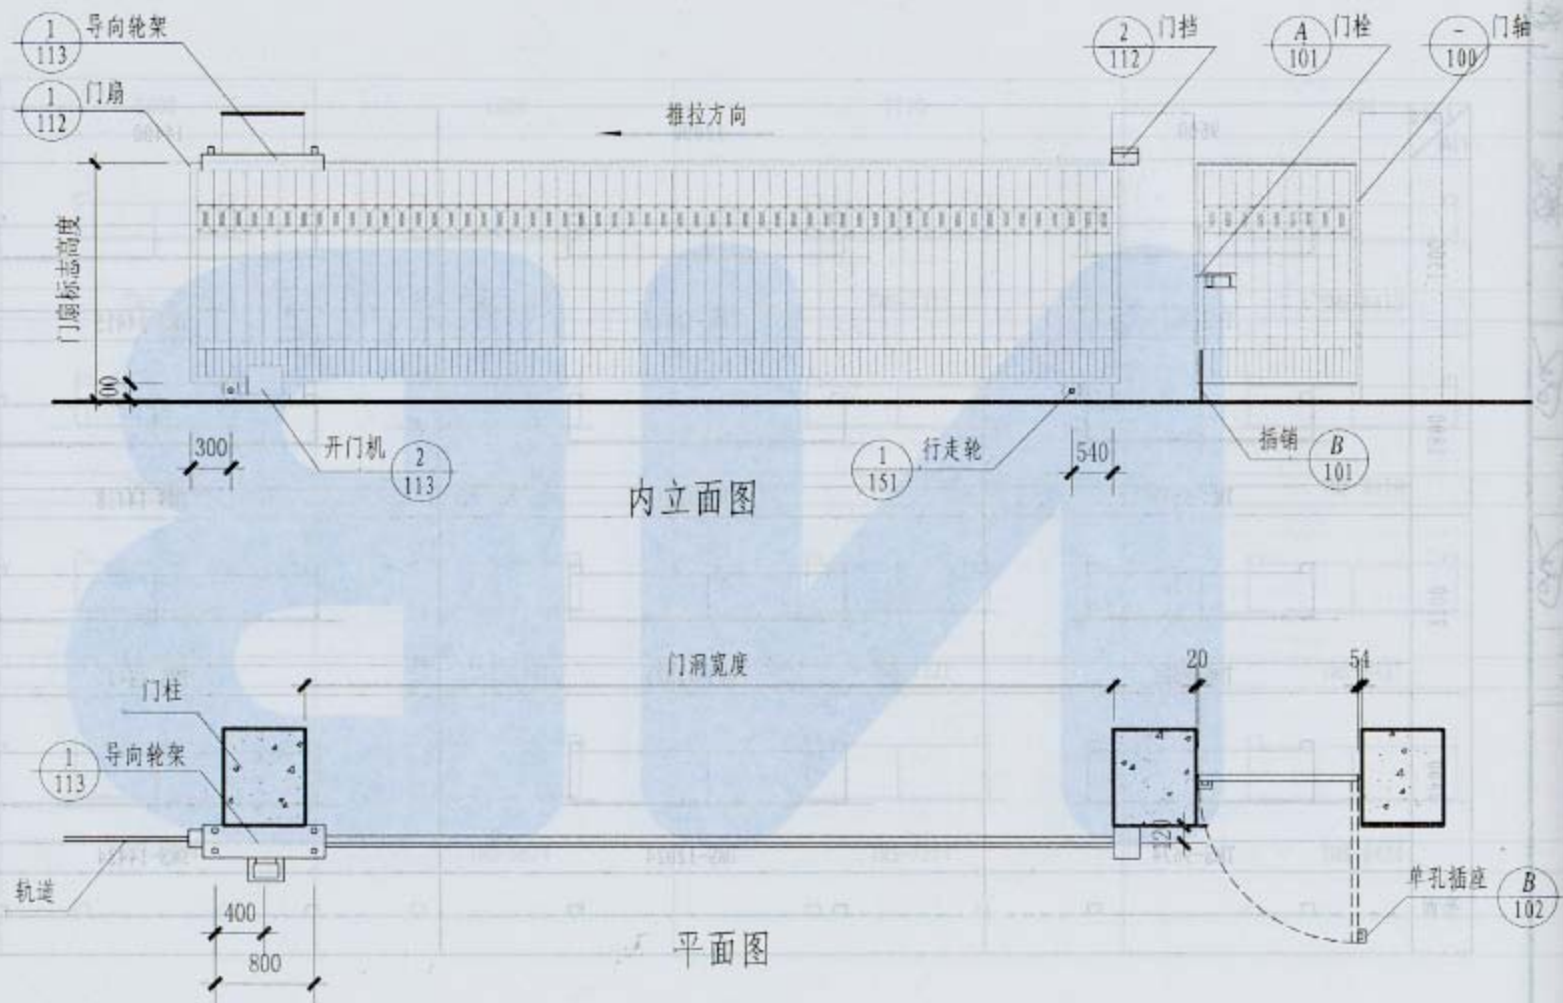 1
113
导向轮架
1
112
门扇
推拉方向
2
112
门挡
A
101
门栓
-
100
门轴
门扇标志高度
300
开门机
2
113
1
151
行走轮
540
插销
B
101
内立面图
门洞宽度
20
54
门柱
1
113
导向轮架
120
轨道
400
800
单孔插座
B
102
平面图